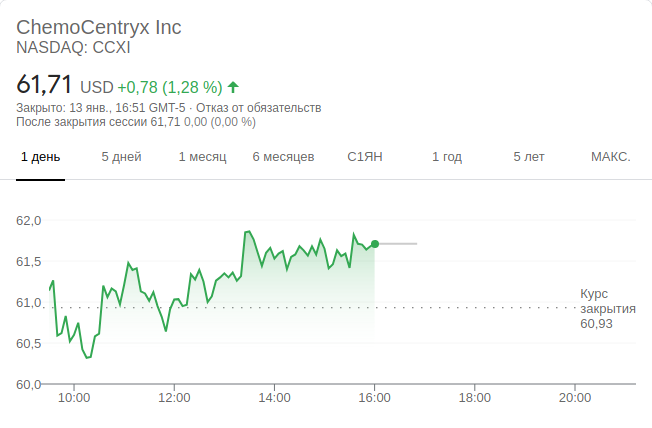 ChemoCentryx Inc
NASDAQ: CCXI
61,71 USD +0,78 (1,28 %)
Закрыто: 13 янв., 16:51 GMT-5 · Отказ от обязательств
После закрытия сессии 61,71 0,00 (0,00 %)
1 день 5 дней 1 месяц 6 месяцев С1ЯН 1 год 5 лет МАКС.
62,0
61,5
61,0
60,5
60,0
Курс
закрытия
60,93
10:00 12:00 14:00 16:00 18:00 20:00